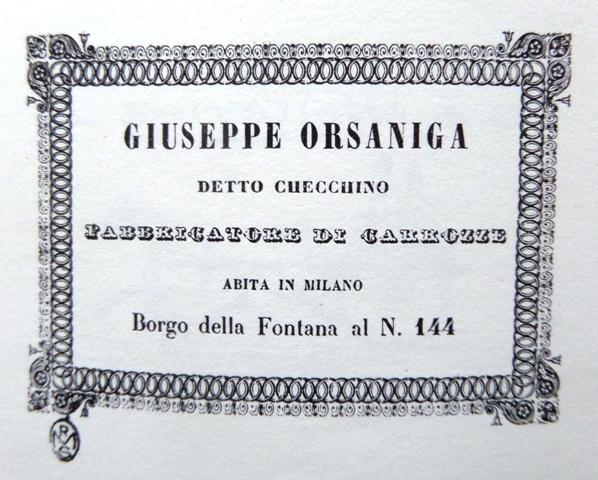 GIUSEPPE ORSANIGA
DETTO CHECCHINO
FABBRICATORE DI CARROZZE
ABITA IN MILANO
Borgo della Fontana al N. 144